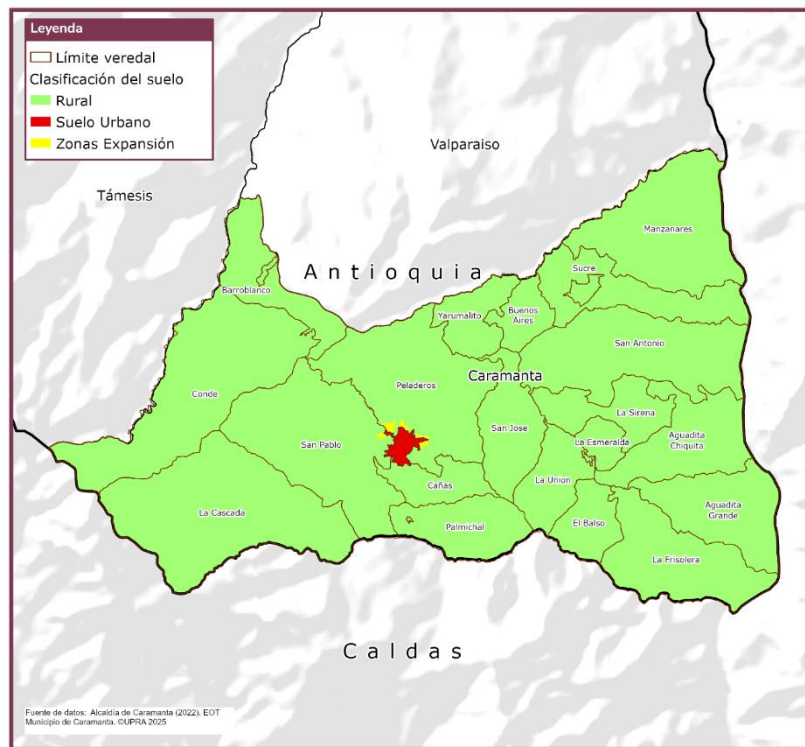 Leyenda
Límite veredal
Clasificación del suelo
Rural
Suelo Urbano
Zonas Expansión
Valparaiso
Támesis
Manzanares
Antioquia
Sucre
Barroblanco
Yarumalito
Buenos
Aires
San Antonio
Peladeros
Caramanta
Conde
La Sirena
San Pablo
San Jose
La Esmeralda
Aguadita
Chiquita
La Union
Cañas
La Cascada
Palmichal
El Balso
Aguadita
Grande
La Frisolera
Caldas
Fuente de datos: Alcaldía de Caramanta (2022). EOT
Municipio de Caramanta. ©UPRA 2025